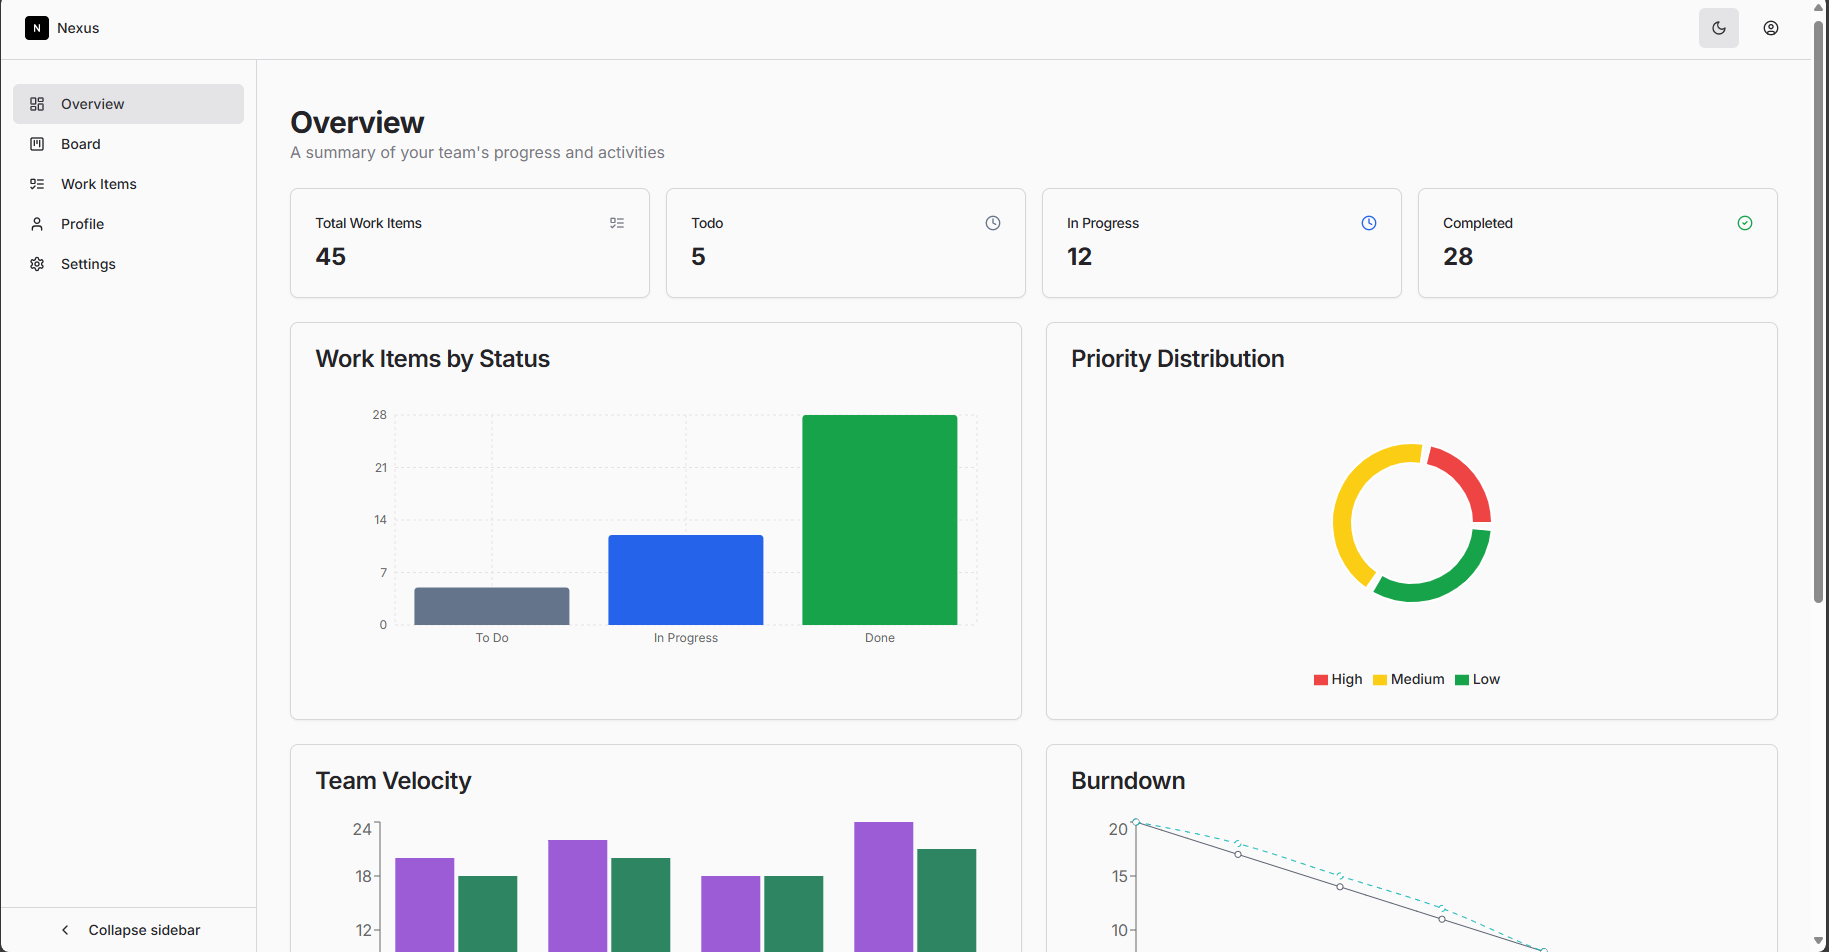 N Nexus
Overview
Board
Work Items
Profile
Settings
Collapse sidebar
Overview
A summary of your team's progress and activities
Total Work Items
45
Todo
5
In Progress
12
Completed
28
Work Items by Status
28
21
14
7
0
To Do In Progress Done
Priority Distribution
High Medium Low
Team Velocity
24
18
12
Burndown
20
15
10